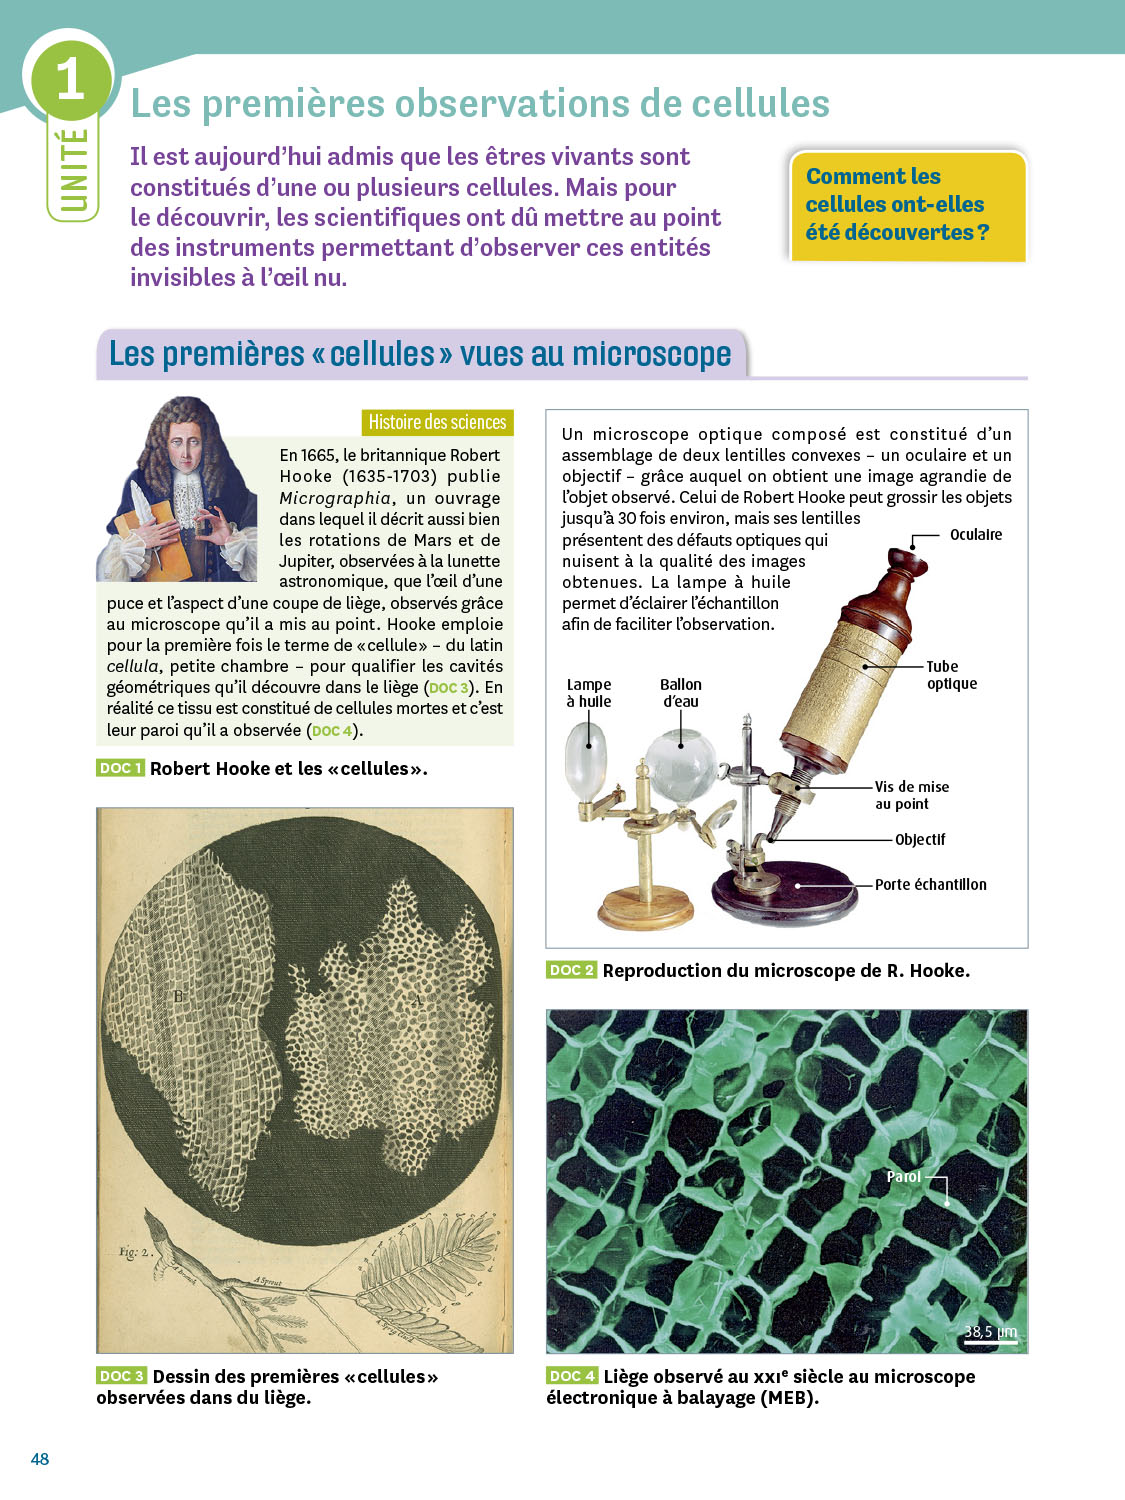 1
UNITÉ
Les premières observations de cellules
Il est aujourd’hui admis que les êtres vivants sont
constitués d’une ou plusieurs cellules. Mais pour
le découvrir, les scientifiques ont dû mettre au point
des instruments permettant d’observer ces entités
invisibles à l’œil nu.
Comment les
cellules ont-elles
été découvertes ?
Les premières « cellules » vues au microscope
Histoire des sciences
En 1665, le britannique Robert
Hooke (1635-1703) publie
Micrographia, un ouvrage
dans lequel il décrit aussi bien
les rotations de Mars et de
Jupiter, observées à la lunette
astronomique, que l’œil d’une
puce et l’aspect d’une coupe de liège, observés grâce
au microscope qu’il a mis au point. Hooke emploie
pour la première fois le terme de « cellule » – du latin
cellula, petite chambre – pour qualifier les cavités
géométriques qu’il découvre dans le liège (DOC 3). En
réalité ce tissu est constitué de cellules mortes et c’est
leur paroi qu’il a observée (DOC 4).
DOC 1 Robert Hooke et les « cellules ».
Un microscope optique composé est constitué d’un
assemblage de deux lentilles convexes – un oculaire et un
objectif – grâce auquel on obtient une image agrandie de
l’objet observé. Celui de Robert Hooke peut grossir les objets
jusqu’à 30 fois environ, mais ses lentilles
présentent des défauts optiques qui
nuisent à la qualité des images
obtenues. La lampe à huile
permet d’éclairer l’échantillon
afin de faciliter l’observation.
Oculaire
Tube
optique
Lampe
à huile
Ballon
d’eau
Vis de mise
au point
Objectif
Porte échantillon
DOC 2 Reproduction du microscope de R. Hooke.
B
A
Fig: 2.
A branch
A Sprout
DOC 3 Dessin des premières « cellules »
observées dans du liège.
Paroi
38,5 µm
DOC 4 Liège observé au XXIe siècle au microscope
électronique à balayage (MEB).
48